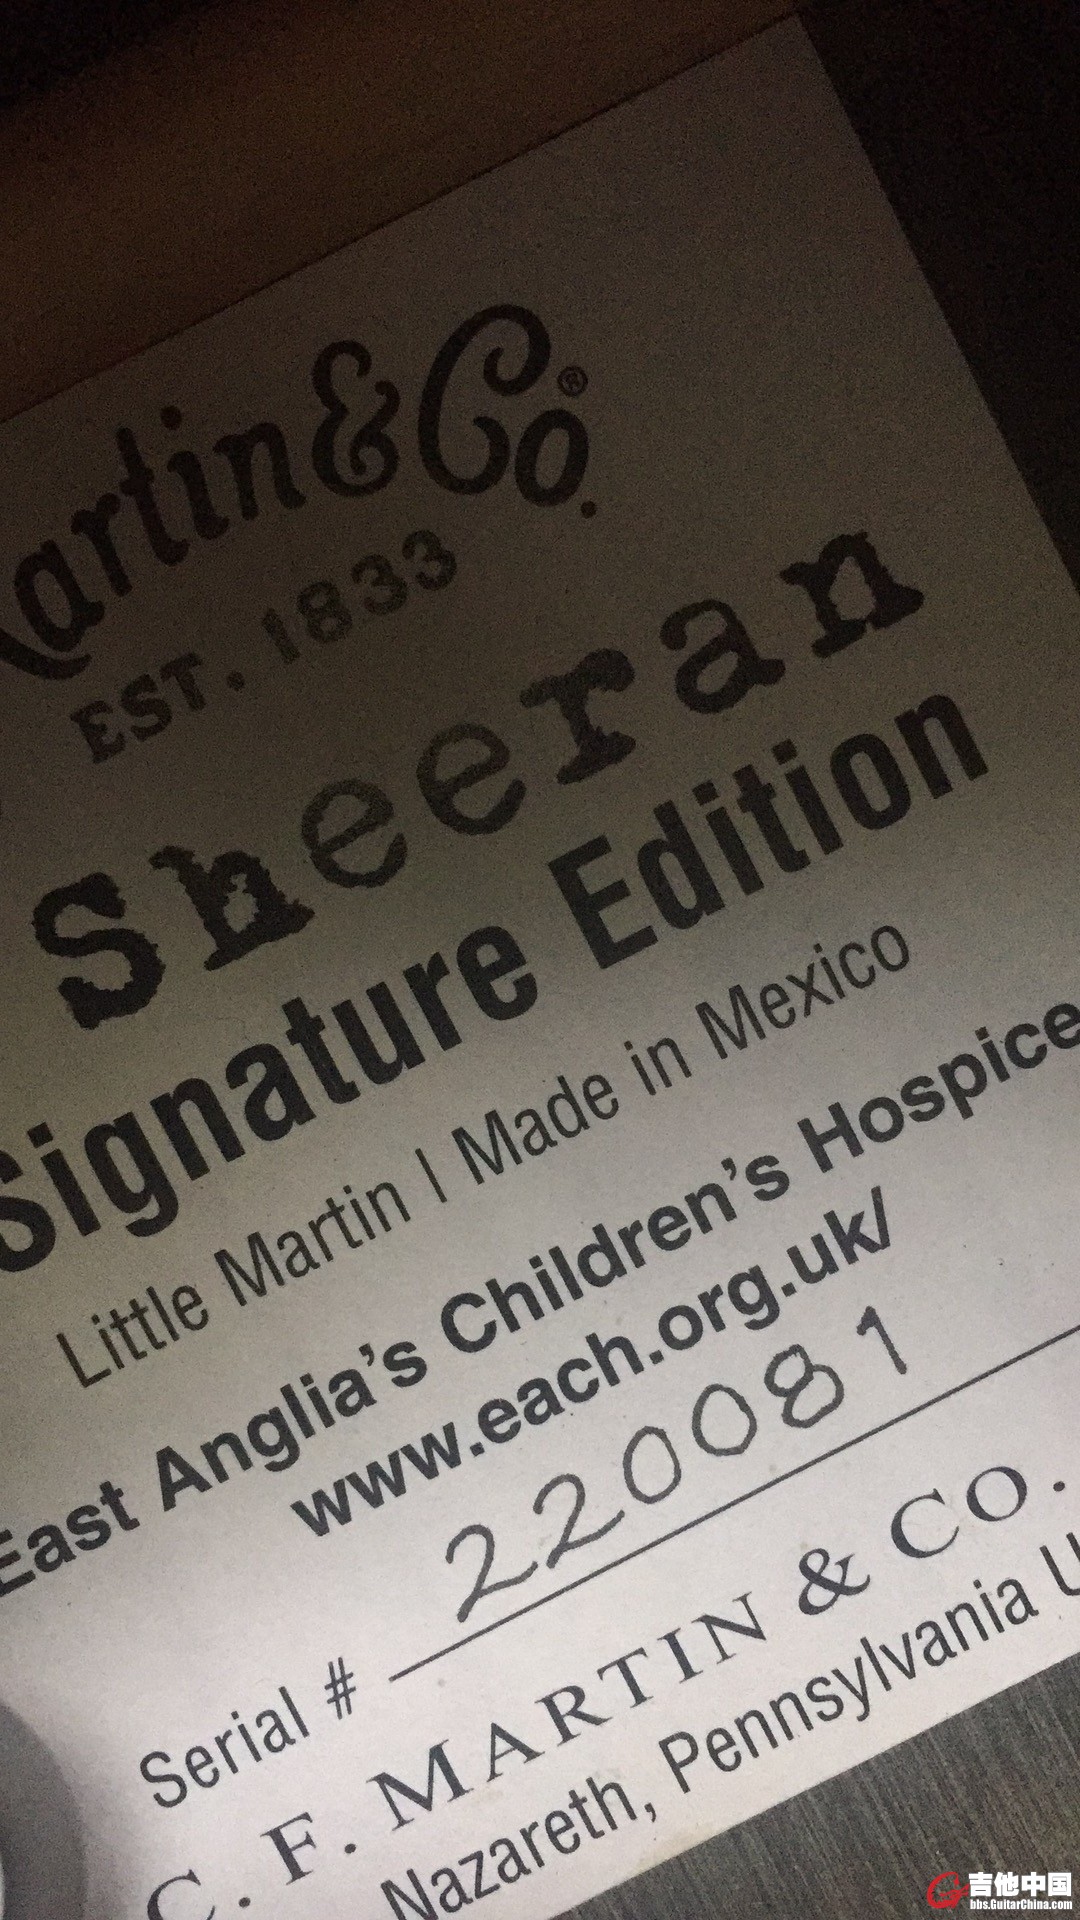 artin & Co.®
EST. 1833
Sheeran
Signature Edition
Little Martin | Made in Mexico
East Anglia's Children's Hospice
www.each.org.uk/
Serial # 220081
C. F. MARTIN & CO.
Nazareth, Pennsylvania U
吉他中国
bbs.GuitarChina.com